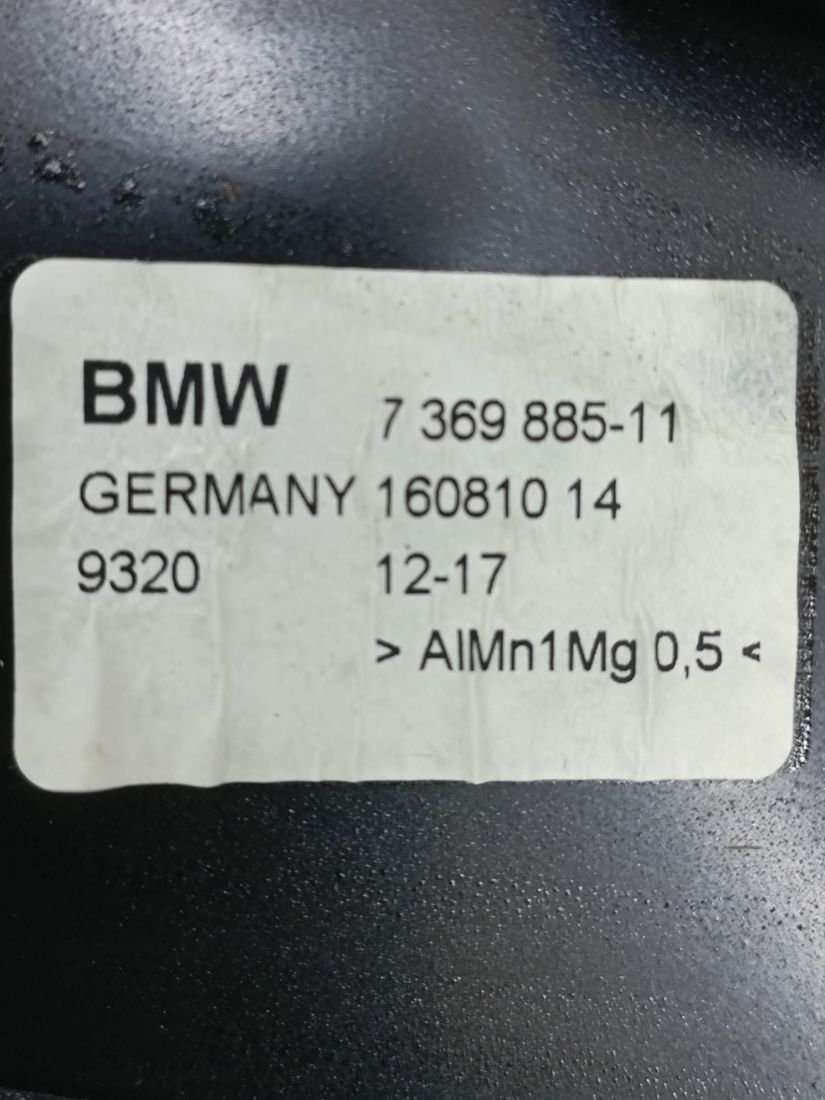 BMW 7 369 885-11
GERMANY 160810 14
9320 12-17
> AlMn1Mg 0,5 <